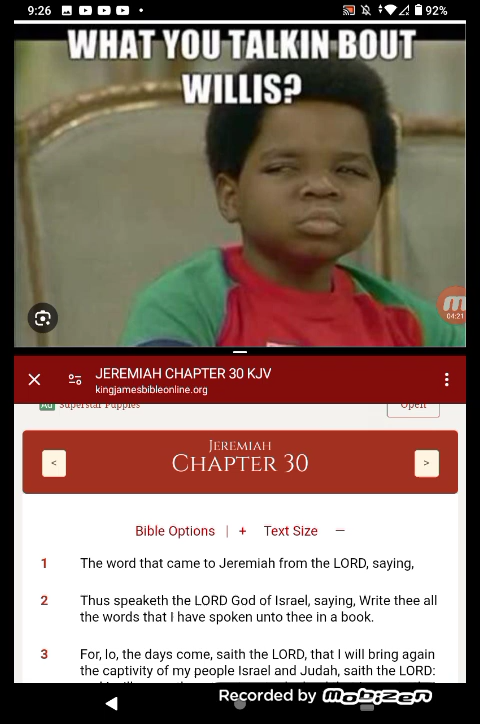 9:26
92%
WHAT YOU TALKIN BOUT
WILLIS?
04:21
JEREMIAH CHAPTER 30 KJV
kingjamesbibleonline.org
Ad Superstar Puppies
Open
JEREMIAH
CHAPTER 30
<
>
Bible Options | + Text Size —
1 The word that came to Jeremiah from the LORD, saying,
2 Thus speaketh the LORD God of Israel, saying, Write thee all
the words that I have spoken unto thee in a book.
3 For, lo, the days come, saith the LORD, that I will bring again
the captivity of my people Israel and Judah, saith the LORD:
Recorded by Mobizen